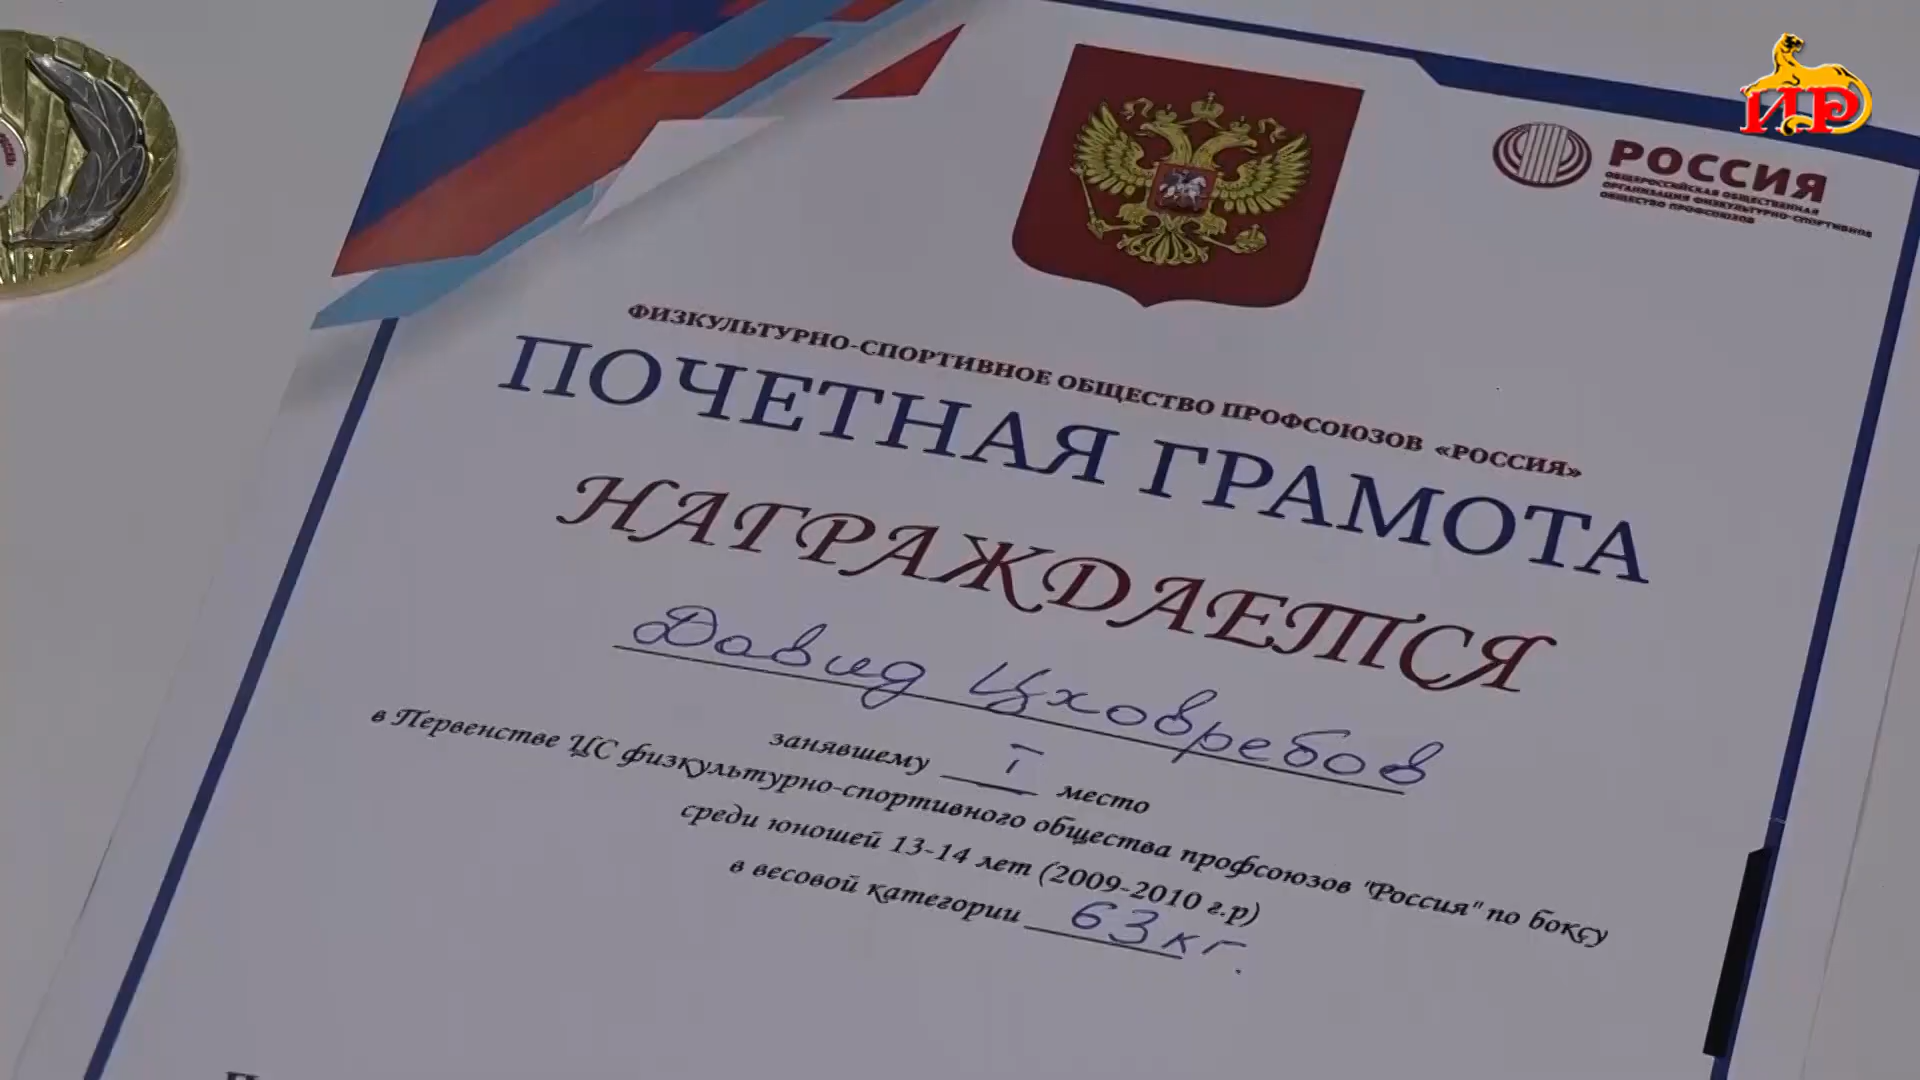 ИР
РОССИЯ
ОБЩЕРОССИЙСКАЯ ОБЩЕСТВЕННАЯ
ОРГАНИЗАЦИЯ ФИЗКУЛЬТУРНО-СПОРТИВНОЕ
ОБЩЕСТВО ПРОФСОЮЗОВ
ФИЗКУЛЬТУРНО-СПОРТИВНОЕ ОБЩЕСТВО ПРОФСОЮЗОВ «РОССИЯ»
ПОЧЕТНАЯ ГРАМОТА
НАГРАЖДАЕТСЯ
Давид Цховребов
занявшему I место
в Первенстве ЦС физкультурно-спортивного общества профсоюзов "Россия" по боксу
среди юношей 13-14 лет (2009-2010 г.р)
в весовой категории 63кг.